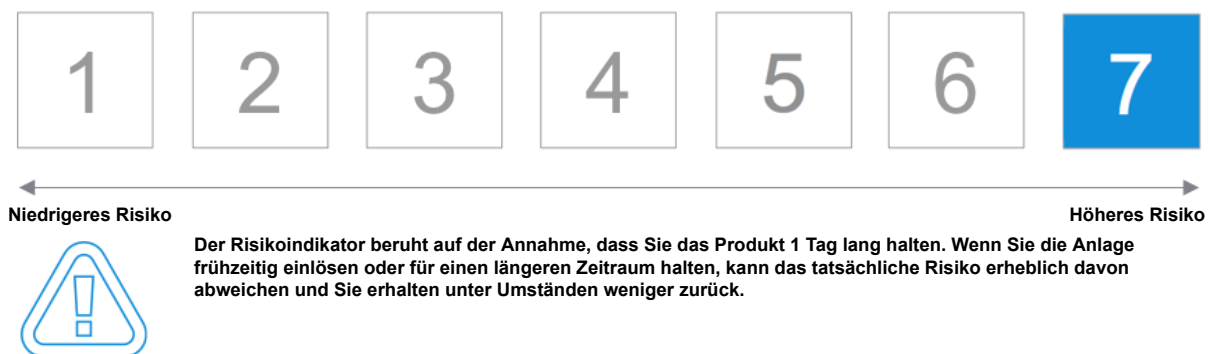 1 2 3 4 5 6 7
Niedrigeres Risiko Höheres Risiko
Der Risikoindikator beruht auf der Annahme, dass Sie das Produkt 1 Tag lang halten. Wenn Sie die Anlage
frühzeitig einlösen oder für einen längeren Zeitraum halten, kann das tatsächliche Risiko erheblich davon
abweichen und Sie erhalten unter Umständen weniger zurück.